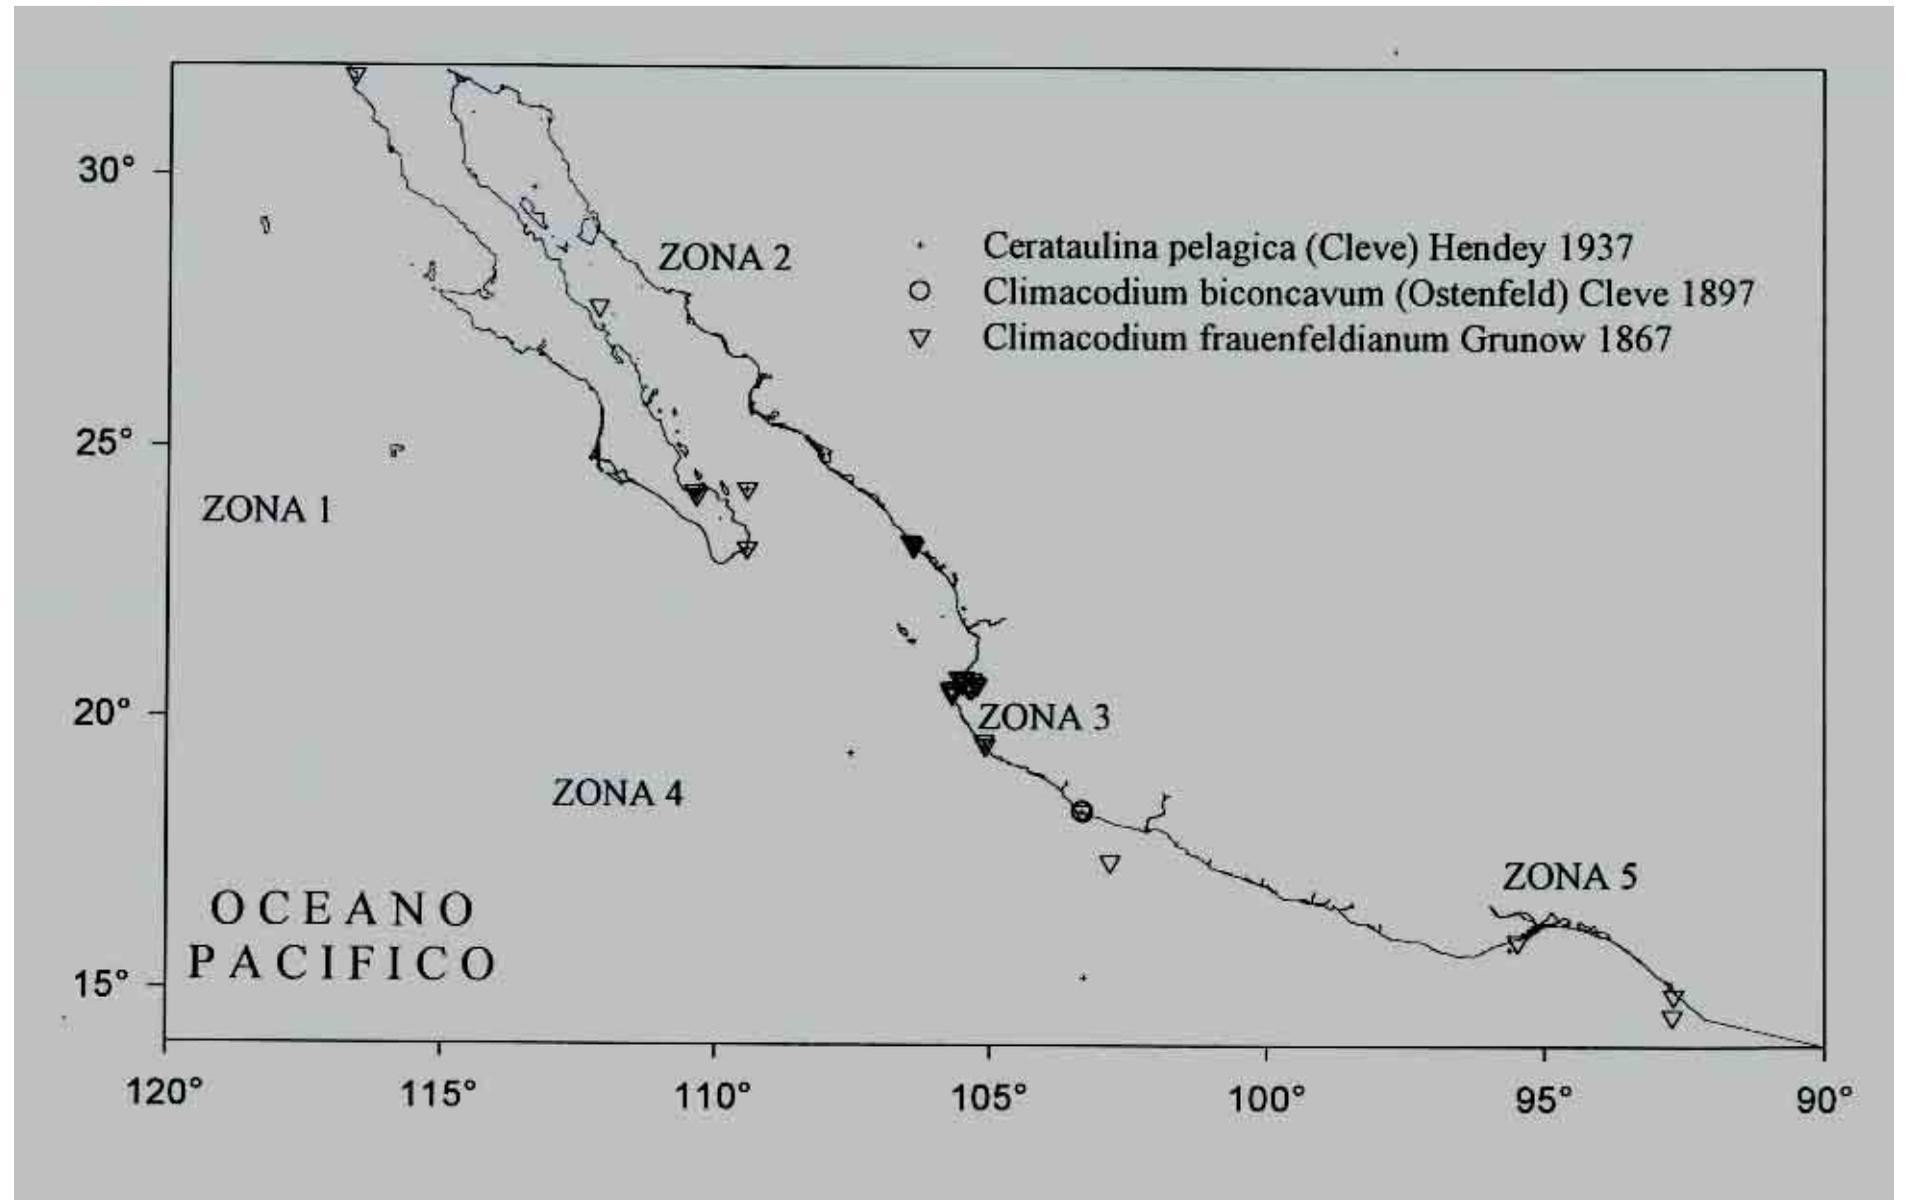 30°
ZONA 2
Cerataulina pelagica (Cleve) Hendey 1937
Climacodium biconcavum (Ostenfeld) Cleve 1897
Climacodium frauenfeldianum Grunow 1867
25°
ZONA 1
20°
ZONA 3
ZONA 4
ZONA 5
OCEANO
PACIFICO
15°
120°
115°
110°
105°
100°
95°
90°